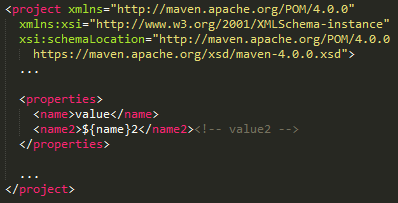 <project xmlns="http://maven.apache.org/POM/4.0.0"
xmlns:xsi="http://www.w3.org/2001/XMLSchema-instance"
xsi:schemaLocation="http://maven.apache.org/POM/4.0.0
https://maven.apache.org/xsd/maven-4.0.0.xsd">
...
<properties>
<name>value</name>
<name2>${name}2</name2><!-- value2 -->
</properties>
...
</project>